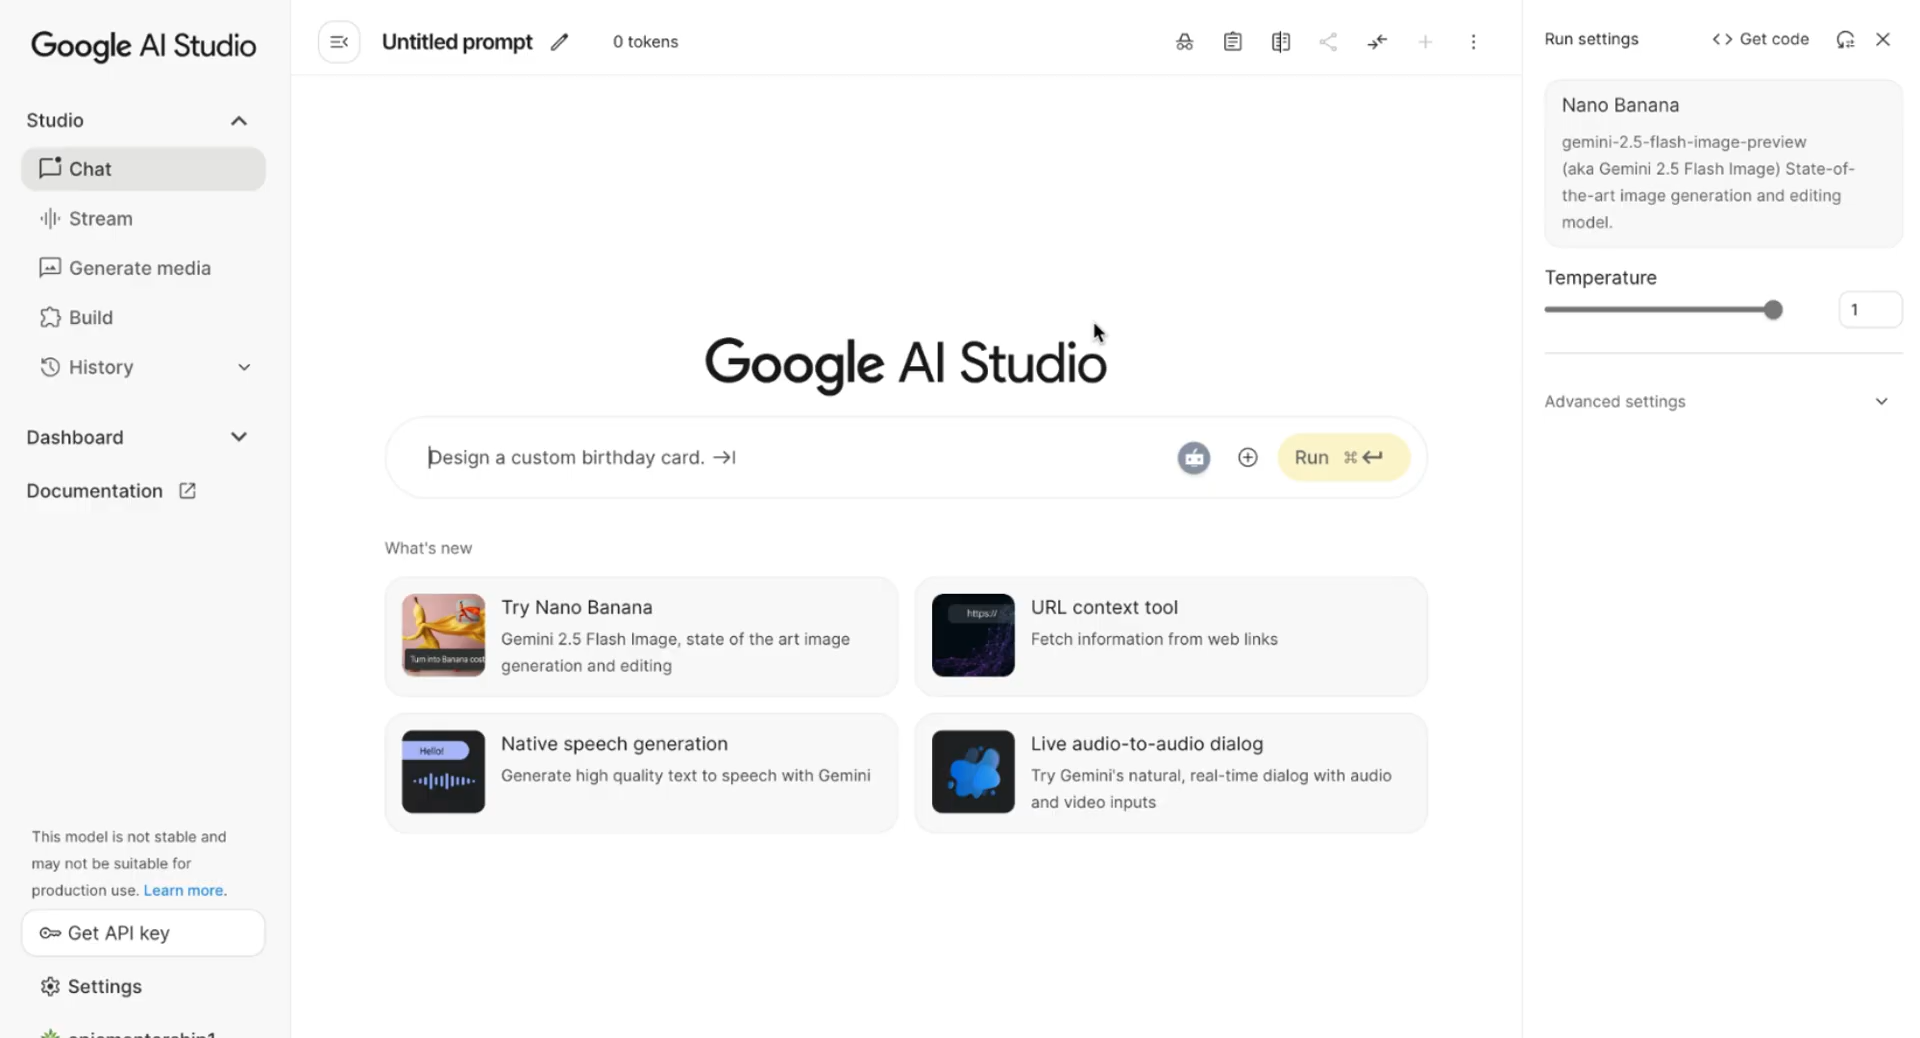 Google AI Studio
Untitled prompt
0 tokens
Run settings
Get code
Studio
Chat
Stream
Generate media
Build
History
Dashboard
Documentation
This model is not stable and
may not be suitable for
production use. Learn more.
Get API key
Settings
Google AI Studio
Design a custom birthday card.
Run ⌘
What's new
Try Nano Banana
Gemini 2.5 Flash Image, state of the art image
generation and editing
Turn into Banana cost
URL context tool
Fetch information from web links
https://
Native speech generation
Generate high quality text to speech with Gemini
Hello!
Live audio-to-audio dialog
Try Gemini's natural, real-time dialog with audio
and video inputs
Nano Banana
gemini-2.5-flash-image-preview
(aka Gemini 2.5 Flash Image) State-of-
the-art image generation and editing
model.
Temperature
1
Advanced settings